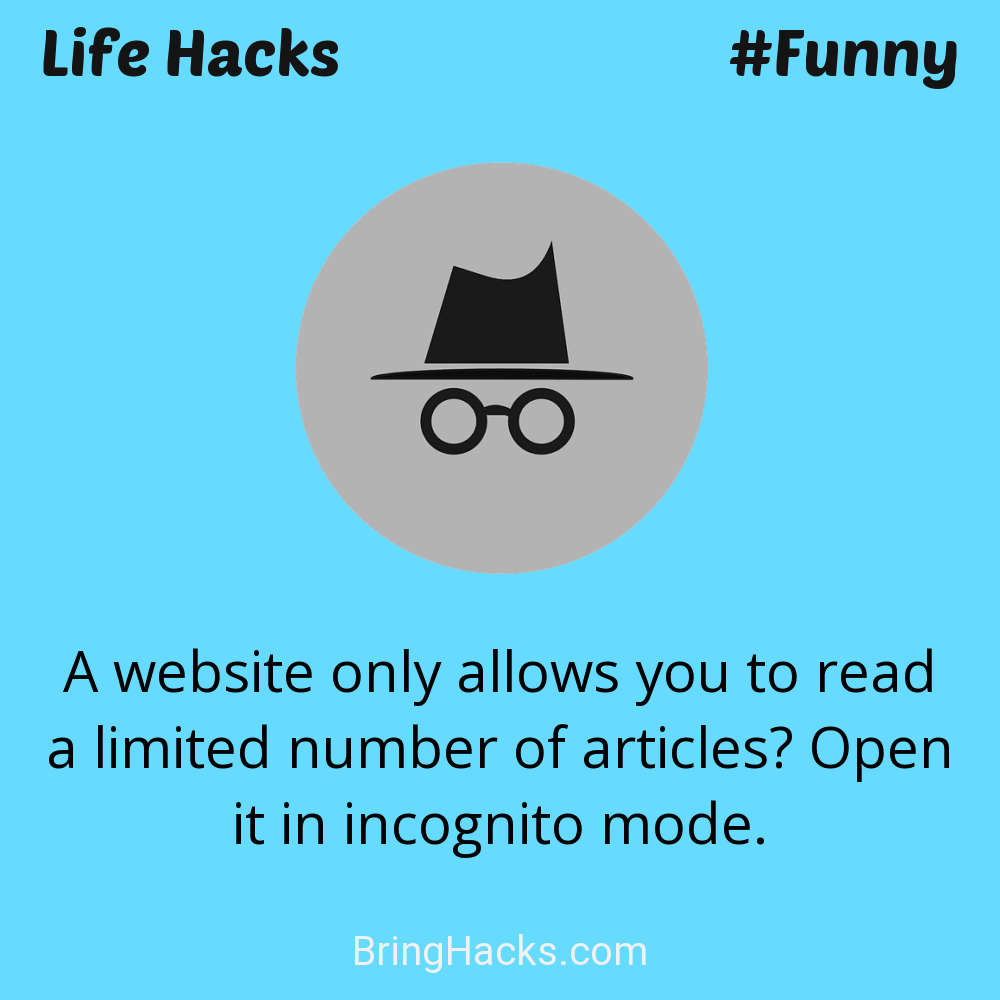 Life Hacks #Funny
A website only allows you to read
a limited number of articles? Open
it in incognito mode.
BringHacks.com